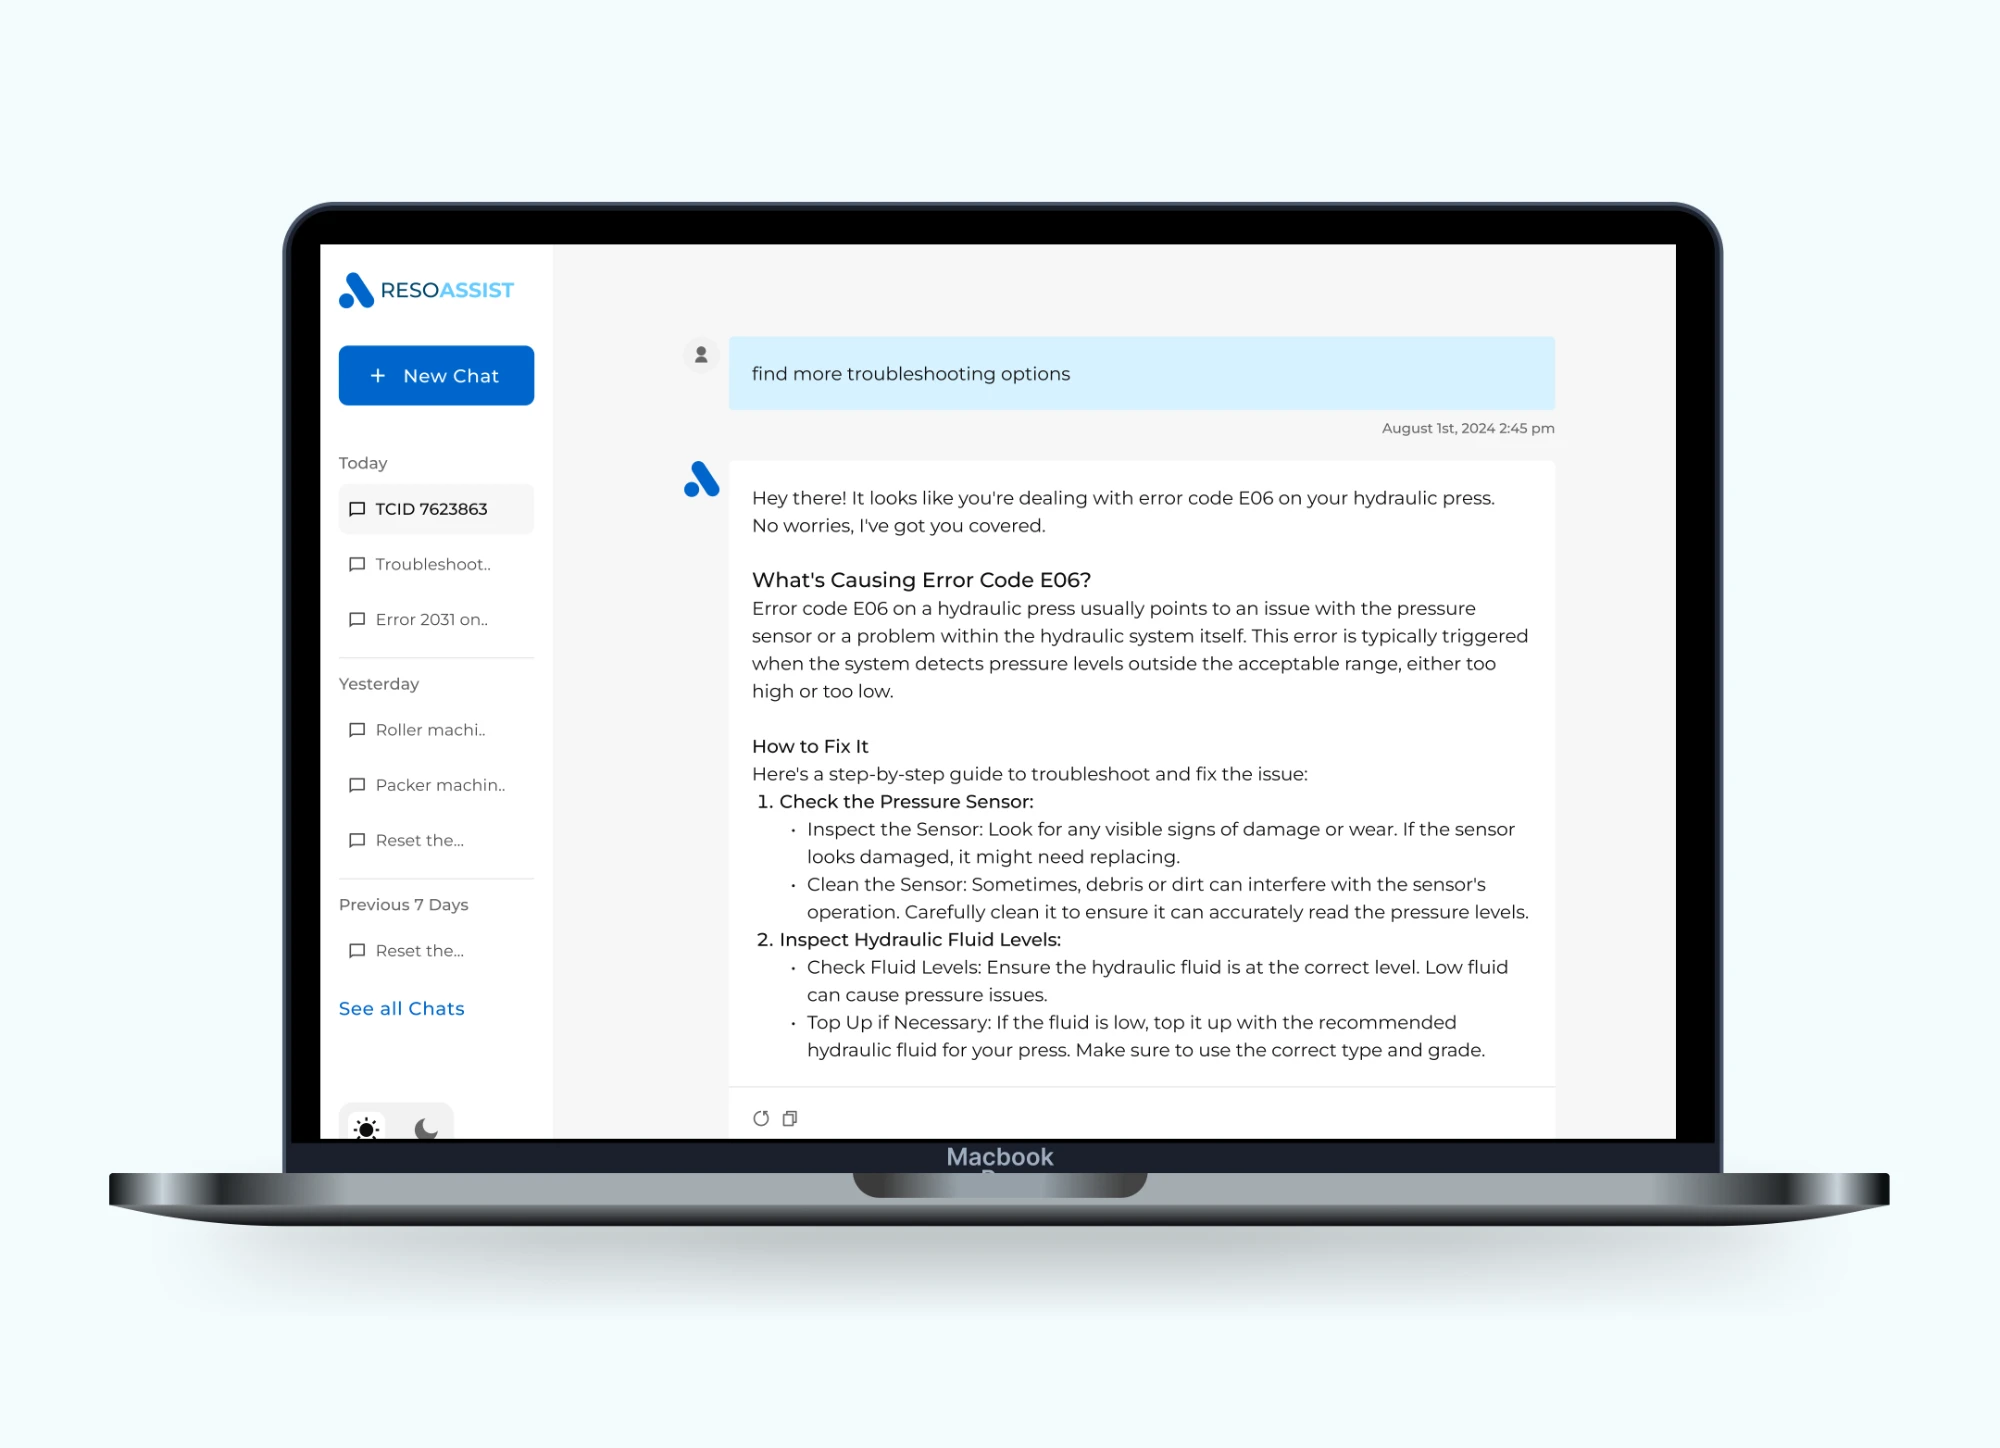 RESOASSIST
+ New Chat
Today
TCID 7623863
Troubleshoot..
Error 2031 on..
Yesterday
Roller machi..
Packer machin..
Reset the...
Previous 7 Days
Reset the...
See all Chats
find more troubleshooting options
August 1st, 2024 2:45 pm
Hey there! It looks like you're dealing with error code E06 on your hydraulic press.
No worries, I've got you covered.
What's Causing Error Code E06?
Error code E06 on a hydraulic press usually points to an issue with the pressure
sensor or a problem within the hydraulic system itself. This error is typically triggered
when the system detects pressure levels outside the acceptable range, either too
high or too low.
How to Fix It
Here's a step-by-step guide to troubleshoot and fix the issue:
1. Check the Pressure Sensor:
• Inspect the Sensor: Look for any visible signs of damage or wear. If the sensor
looks damaged, it might need replacing.
• Clean the Sensor: Sometimes, debris or dirt can interfere with the sensor's
operation. Carefully clean it to ensure it can accurately read the pressure levels.
2. Inspect Hydraulic Fluid Levels:
• Check Fluid Levels: Ensure the hydraulic fluid is at the correct level. Low fluid
can cause pressure issues.
• Top Up if Necessary: If the fluid is low, top it up with the recommended
hydraulic fluid for your press. Make sure to use the correct type and grade.
Macbook